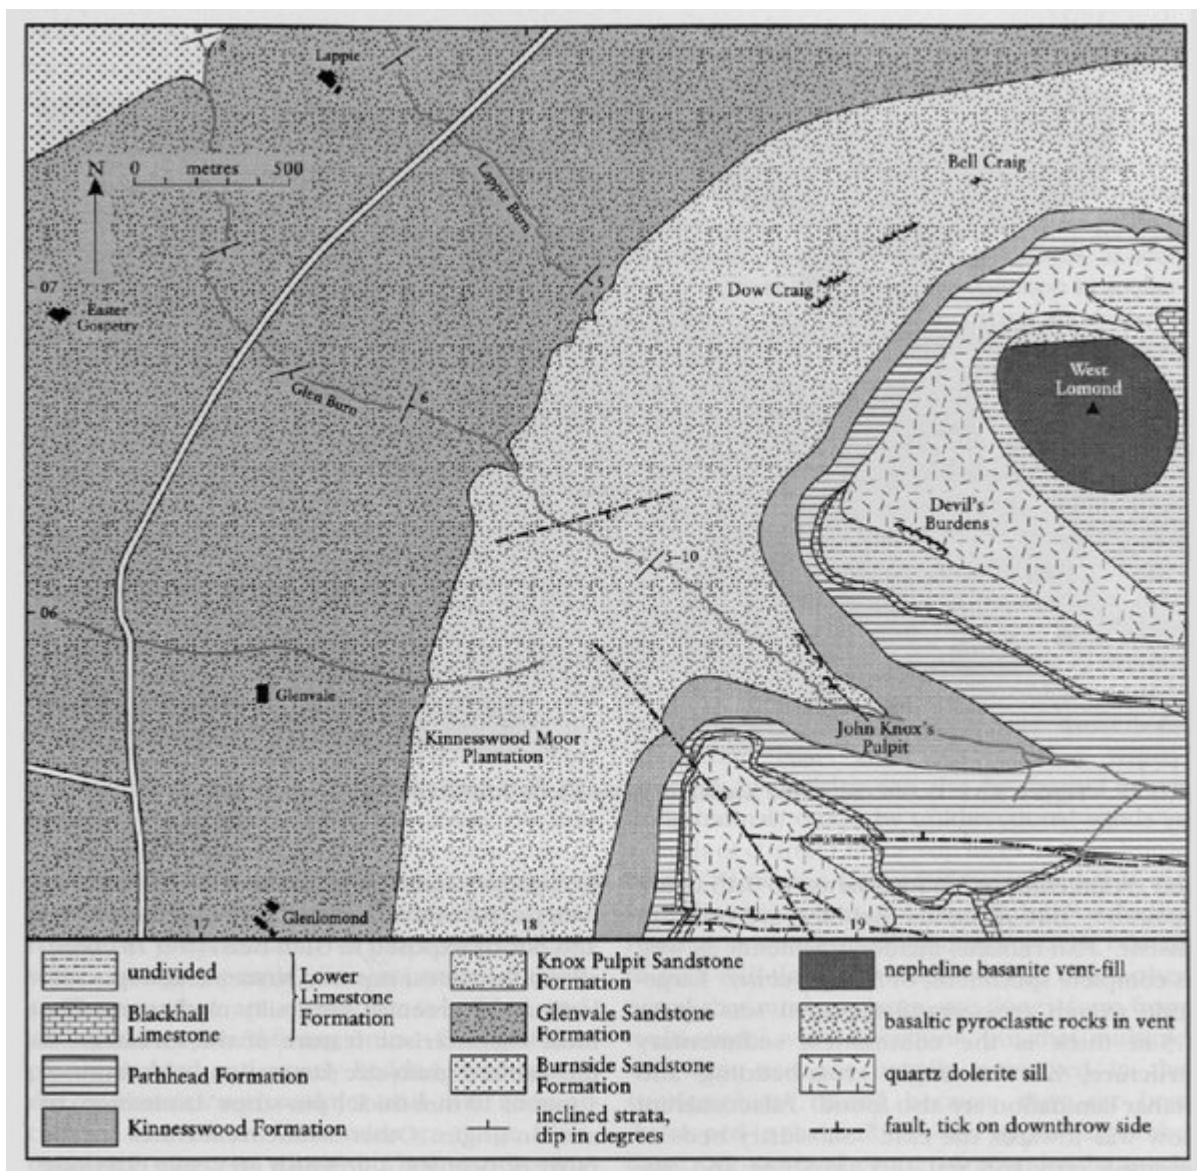 8
Lappie
N
0 metres 500
Lappie Burn
Bell Craig
07
Easter
Gospetry
5
Dow Craig
West
Lomond
Glen Burn
6
Devil's
Burdens
5–10
06
Glenvale
Kinnesswood Moor
Plantation
John Knox's
Pulpit
17
Glenlomond
18
19
undivided
Lower
Limestone
Formation
Blackhall
Limestone
Pathhead Formation
Kinnesswood Formation
Knox Pulpit Sandstone
Formation
Glenvale Sandstone
Formation
Burnside Sandstone
Formation
inclined strata,
dip in degrees
nepheline basanite vent-fill
basaltic pyroclastic rocks in vent
quartz dolerite sill
fault, tick on downthrow side